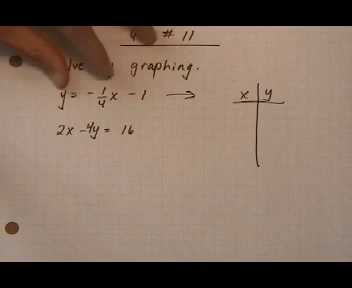 # 11
graphing.
y = -1/4x - 1 → x y
2x - 4y = 16